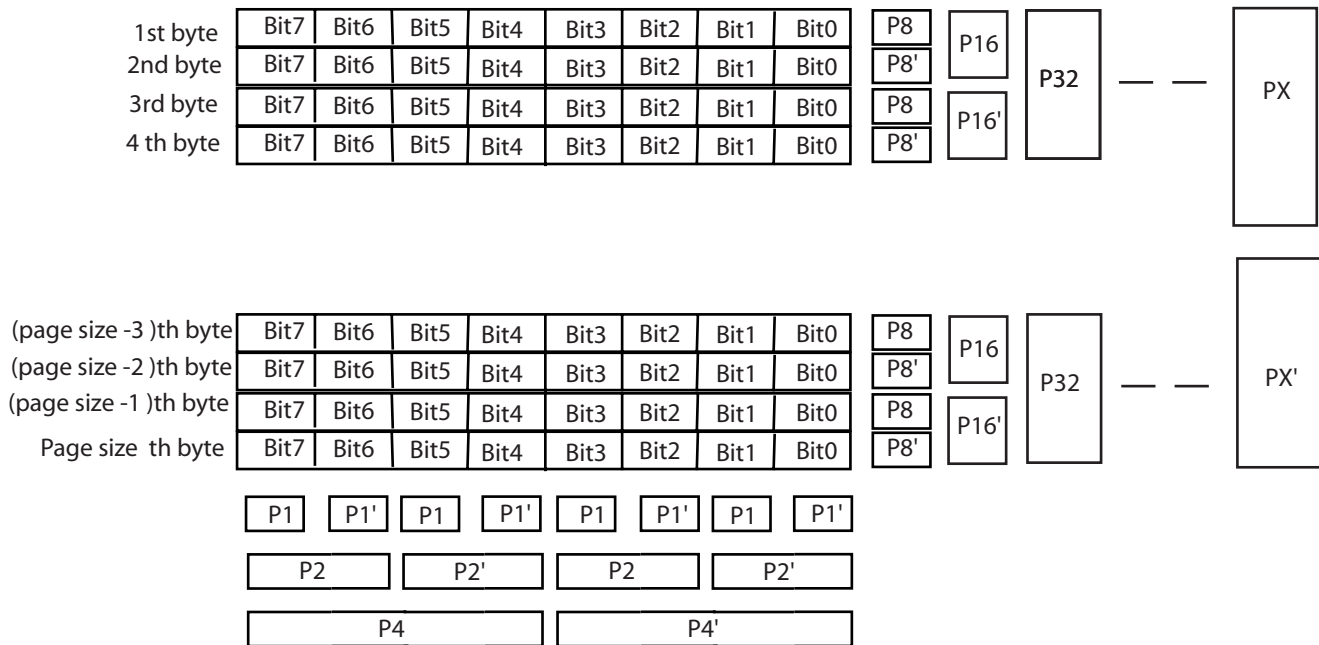 1st byte Bit7 Bit6 Bit5 Bit4 Bit3 Bit2 Bit1 Bit0 P8 P16 P32 PX
2nd byte Bit7 Bit6 Bit5 Bit4 Bit3 Bit2 Bit1 Bit0 P8'
3rd byte Bit7 Bit6 Bit5 Bit4 Bit3 Bit2 Bit1 Bit0 P8 P16'
4 th byte Bit7 Bit6 Bit5 Bit4 Bit3 Bit2 Bit1 Bit0 P8'
(page size -3 )th byte Bit7 Bit6 Bit5 Bit4 Bit3 Bit2 Bit1 Bit0 P8 P16 P32 PX'
(page size -2 )th byte Bit7 Bit6 Bit5 Bit4 Bit3 Bit2 Bit1 Bit0 P8'
(page size -1 )th byte Bit7 Bit6 Bit5 Bit4 Bit3 Bit2 Bit1 Bit0 P8 P16'
Page size th byte Bit7 Bit6 Bit5 Bit4 Bit3 Bit2 Bit1 Bit0 P8'
P1 P1' P1 P1' P1 P1' P1 P1'
P2 P2' P2 P2'
P4 P4'